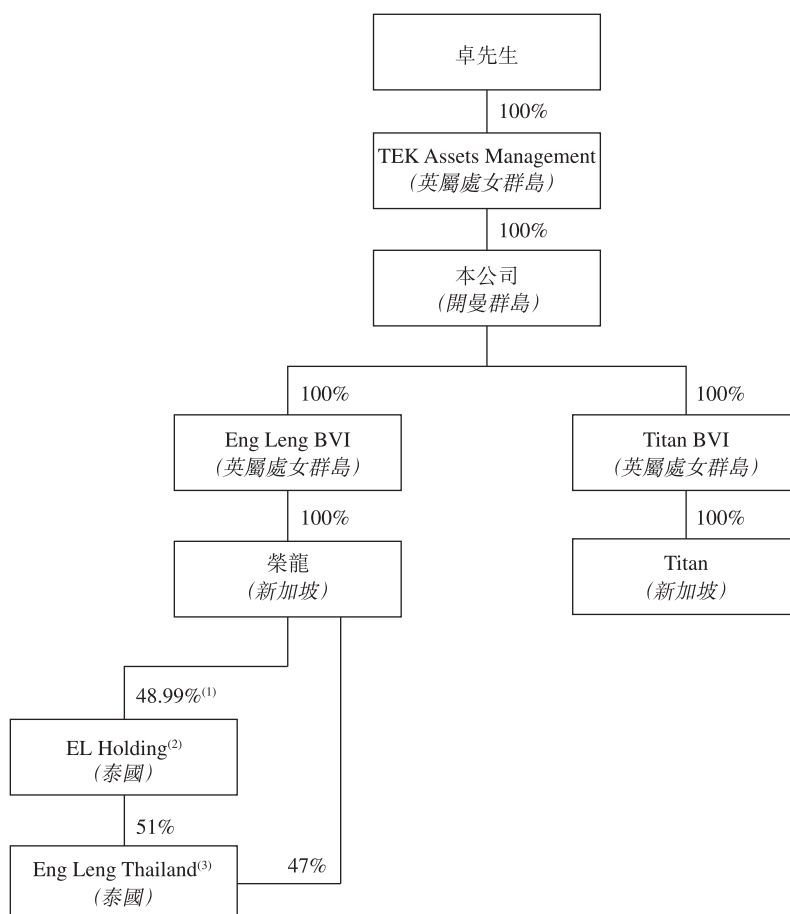 卓先生
100%
TEK Assets Management
(英屬處女群島)
100%
本公司
(開曼群島)
100%
100%
Eng Leng BVI
(英屬處女群島)
Titan BVI
(英屬處女群島)
100%
100%
榮龍
(新加坡)
Titan
(新加坡)
48.99%(1)
EL Holding(2)
(泰國)
51%
47%
Eng Leng Thailand(3)
(泰國)